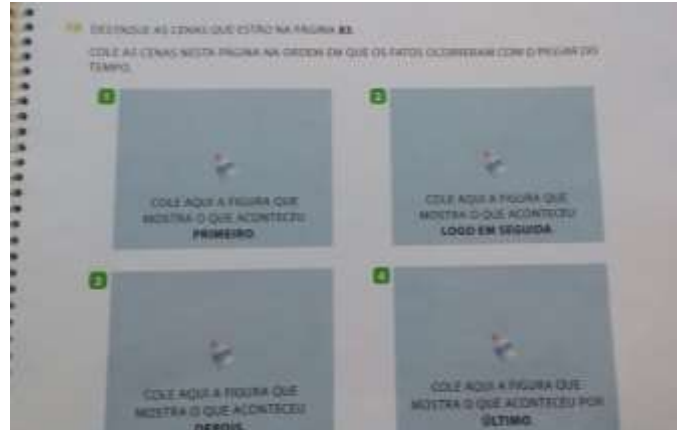 DESTAQUE AS CENAS QUE ESTÃO NA PÁGINA 83.
COLE AS CENAS NESTA PÁGINA NA ORDEM EM QUE OS FATOS OCORRERAM COM O PASSAR DO
TEMPO.
1
COLE AQUI A FIGURA QUE
MOSTRA O QUE ACONTECEU
PRIMEIRO
2
COLE AQUI A FIGURA QUE
MOSTRA O QUE ACONTECEU
LOGO EM SEGUIDA
3
COLE AQUI A FIGURA QUE
MOSTRA O QUE ACONTECEU
DEPOIS
4
COLE AQUI A FIGURA QUE
MOSTRA O QUE ACONTECEU POR
ÚLTIMO